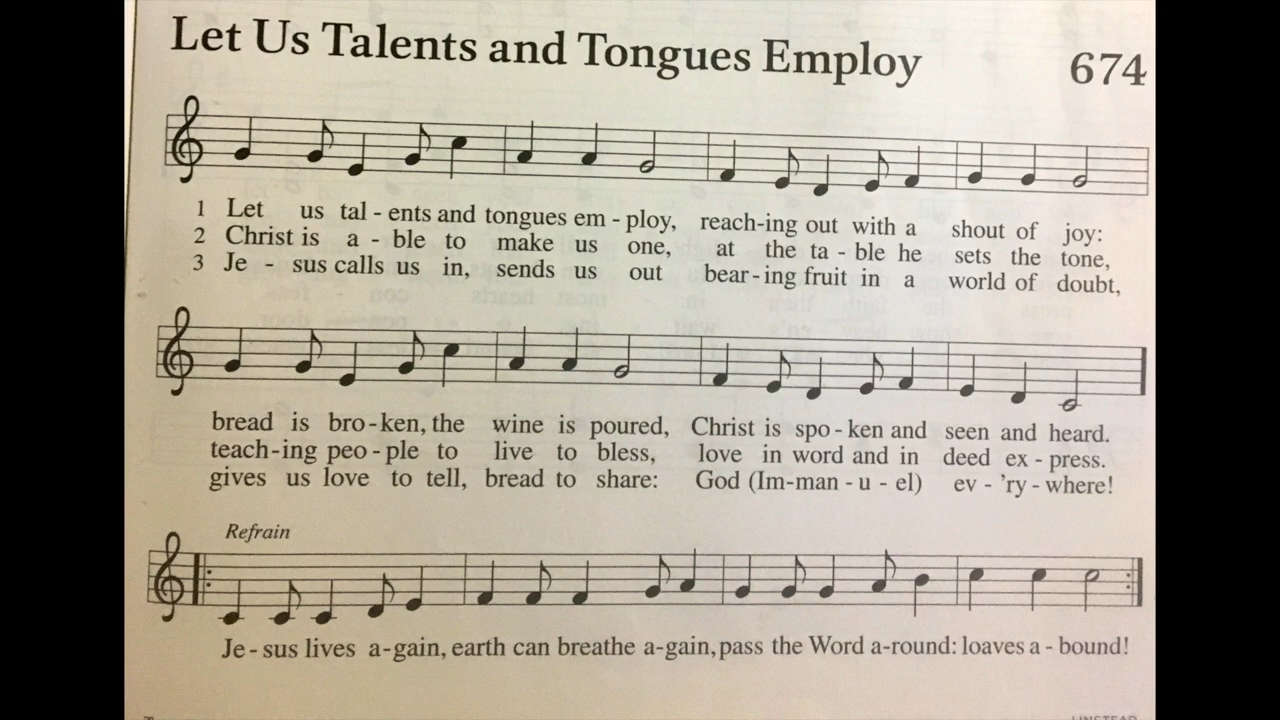 Let Us Talents and Tongues Employ 674
1 Let us tal - ents and tongues em - ploy, reach-ing out with a shout of joy:
2 Christ is a - ble to make us one, at the ta - ble he sets the tone,
3 Je - sus calls us in, sends us out bear-ing fruit in a world of doubt,
bread is bro-ken, the wine is poured, Christ is spo-ken and seen and heard.
teach-ing peo-ple to live to bless, love in word and in deed ex - press.
gives us love to tell, bread to share: God (Im-man - u - el) ev - 'ry - where!
Refrain
Je - sus lives a-gain, earth can breathe a-gain, pass the Word a-round: loaves a - bound!